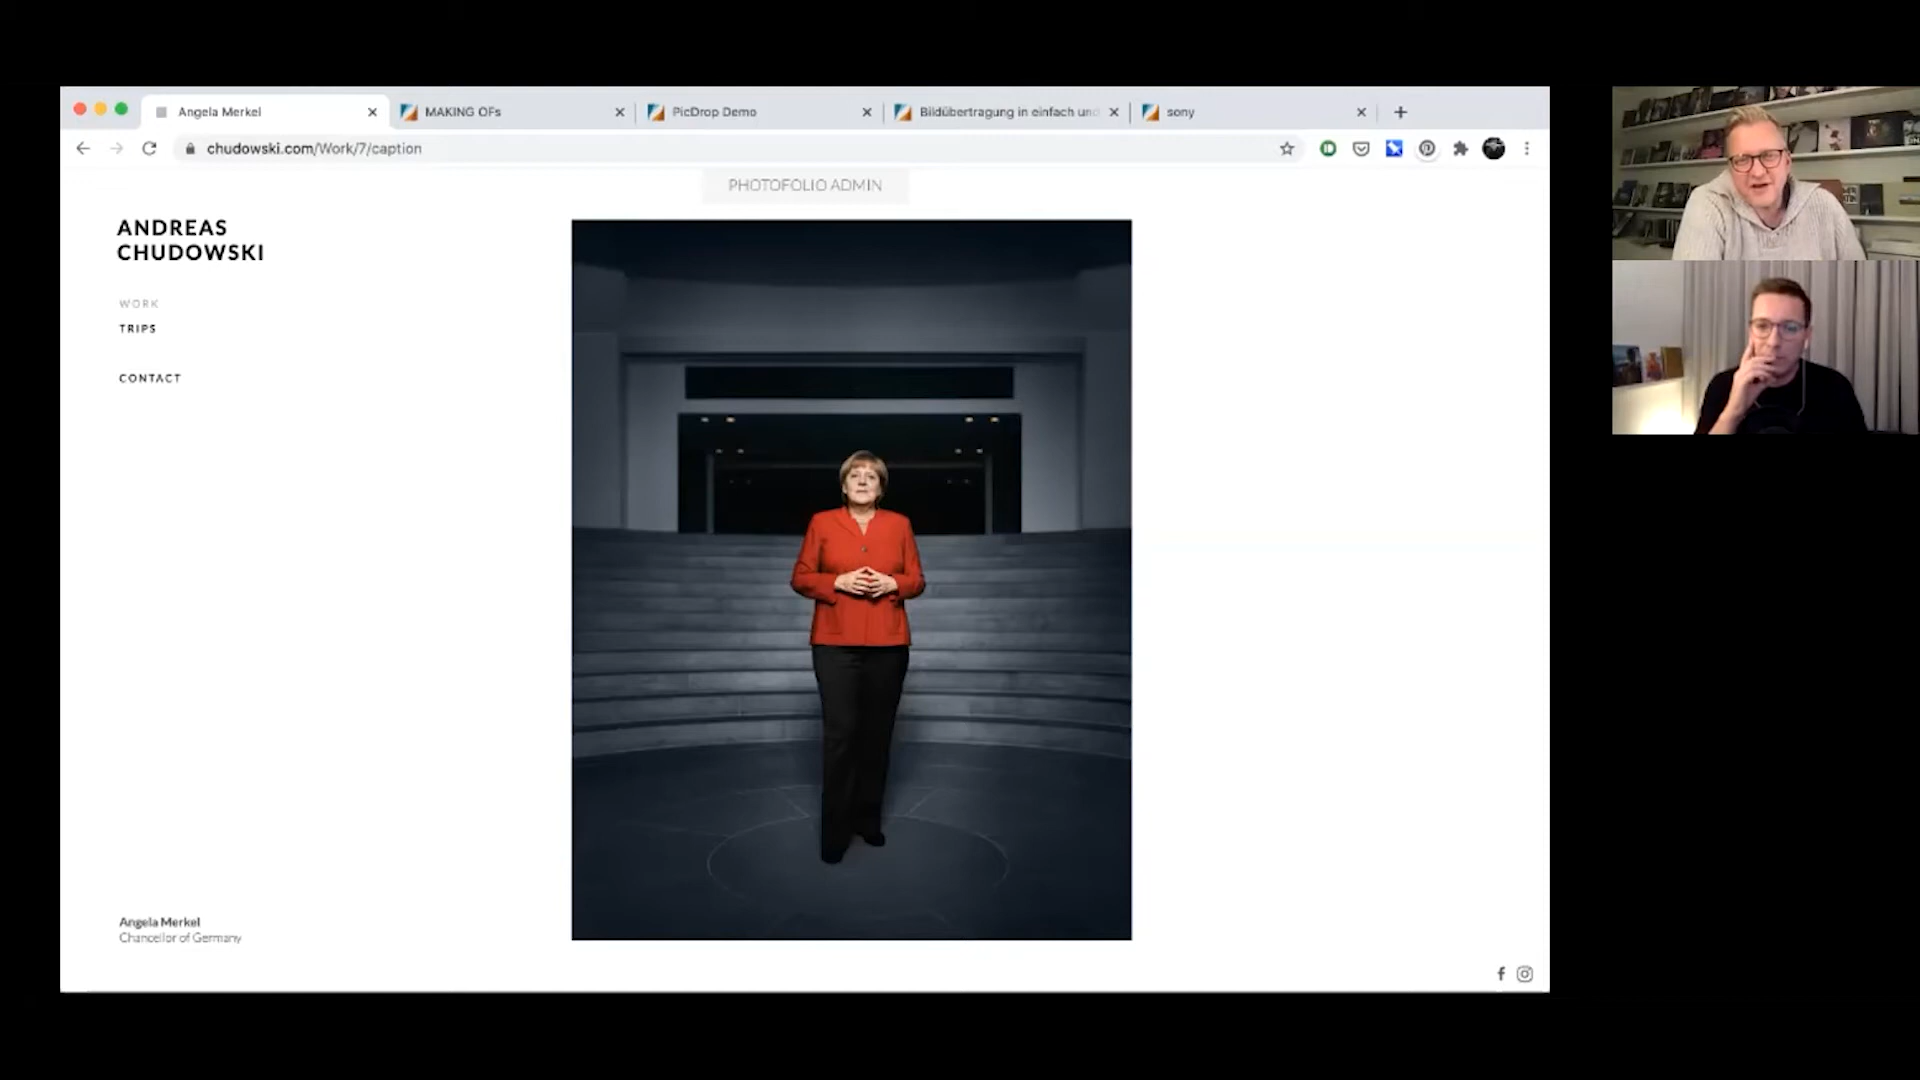 Angela Merkel
MAKING OFs
PicDrop Demo
Bildübertragung in einfach und
sony
chudowski.com/Work/7/caption
PHOTOFOLIO ADMIN
ANDREAS
CHUDOWSKI
WORK
TRIPS
CONTACT
Angela Merkel
Chancellor of Germany